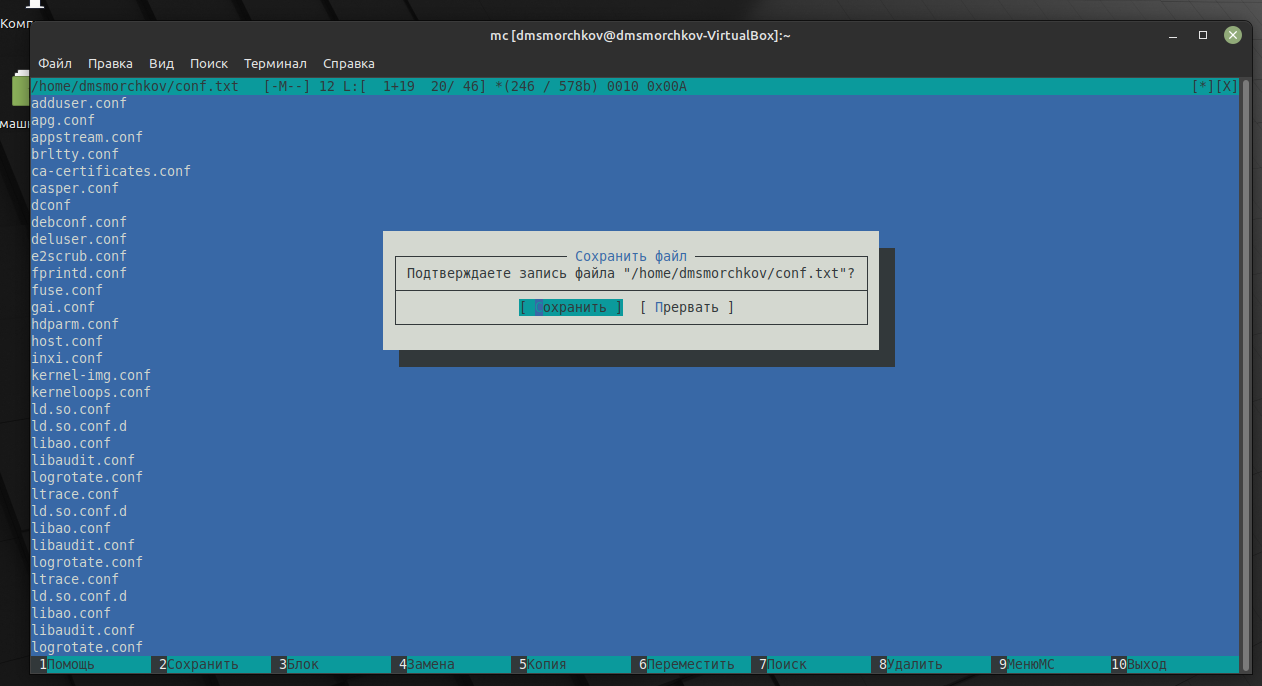 Комп
маш
mc [dmsmorchkov@dmsmorchkov-VirtualBox]:~
Файл Правка Вид Поиск Терминал Справка
/home/dmsmorchkov/conf.txt [-M--] 12 L:[ 1+19 20/ 46] *(246 / 578b) 0010 0x00A [*][X]
adduser.conf
apg.conf
appstream.conf
brltty.conf
ca-certificates.conf
casper.conf
dconf
debconf.conf
deluser.conf
e2scrub.conf
fprintd.conf
fuse.conf
gai.conf
hdparm.conf
host.conf
inxi.conf
kernel-img.conf
kerneloops.conf
ld.so.conf
ld.so.conf.d
libao.conf
libaudit.conf
logrotate.conf
ltrace.conf
ld.so.conf.d
libao.conf
libaudit.conf
logrotate.conf
ltrace.conf
ld.so.conf.d
libao.conf
libaudit.conf
logrotate.conf
Сохранить файл
Подтверждаете запись файла "/home/dmsmorchkov/conf.txt"?
[ Сохранить ] [ Прервать ]
1Помощь 2Сохранить 3Блок 4Замена 5Копия 6Переместить 7Поиск 8Удалить 9МенюMC 10Выход